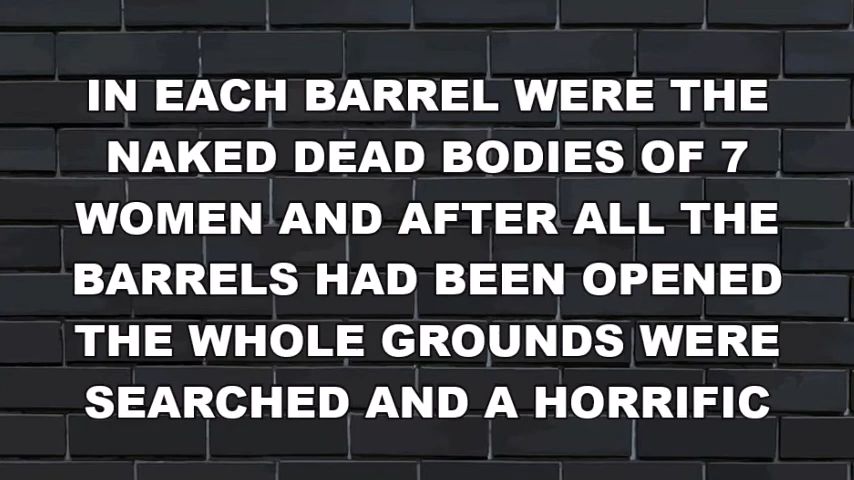 IN EACH BARREL WERE THE
NAKED DEAD BODIES OF 7
WOMEN AND AFTER ALL THE
BARRELS HAD BEEN OPENED
THE WHOLE GROUNDS WERE
SEARCHED AND A HORRIFIC